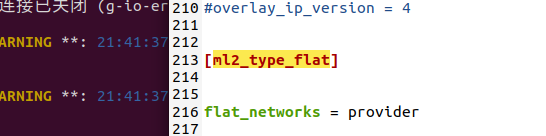 连接已关闭 (g-io-er
ARNING **: 21:41:37
ARNING **: 21:41:37
210 #overlay_ip_version = 4
211
212
213 [ml2_type_flat]
214
215
216 flat_networks = provider
217